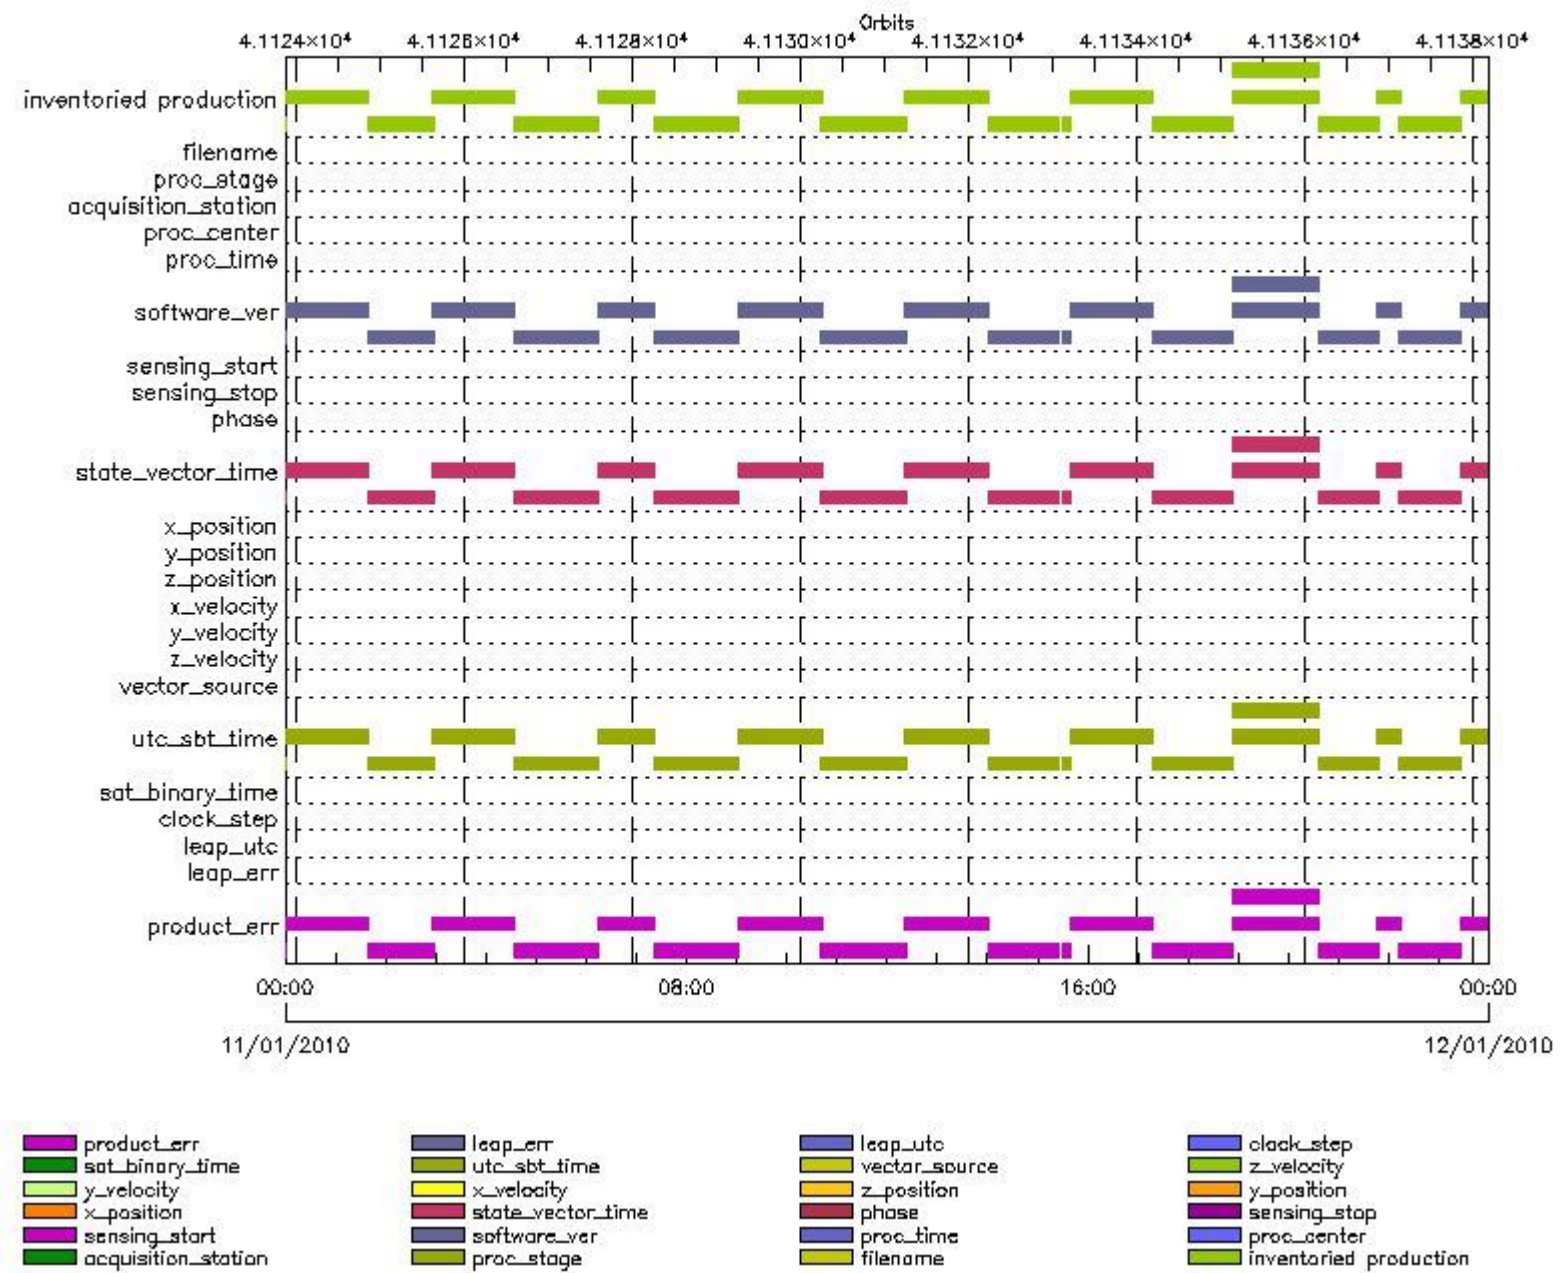 Orbits
4.1124×10⁴ 4.1126×10⁴ 4.1128×10⁴ 4.1130×10⁴ 4.1132×10⁴ 4.1134×10⁴ 4.1136×10⁴ 4.1138×10⁴
inventoried production
filename
proc_stage
acquisition_station
proc_center
proc_time
software_ver
sensing_start
sensing_stop
phase
state_vector_time
x_position
y_position
z_position
x_velocity
y_velocity
z_velocity
vector_source
utc_sbt_time
sat_binary_time
clock_step
leap_utc
leap_err
product_err
00:00 08:00 16:00 00:00
11/01/2010 12/01/2010
product_err leap_err leap_utc clock_step
sat_binary_time utc_sbt_time vector_source z_velocity
y_velocity x_velocity z_position y_position
x_position state_vector_time phase sensing_stop
sensing_start software_ver proc_time proc_center
acquisition_station proc_stage filename inventoried production